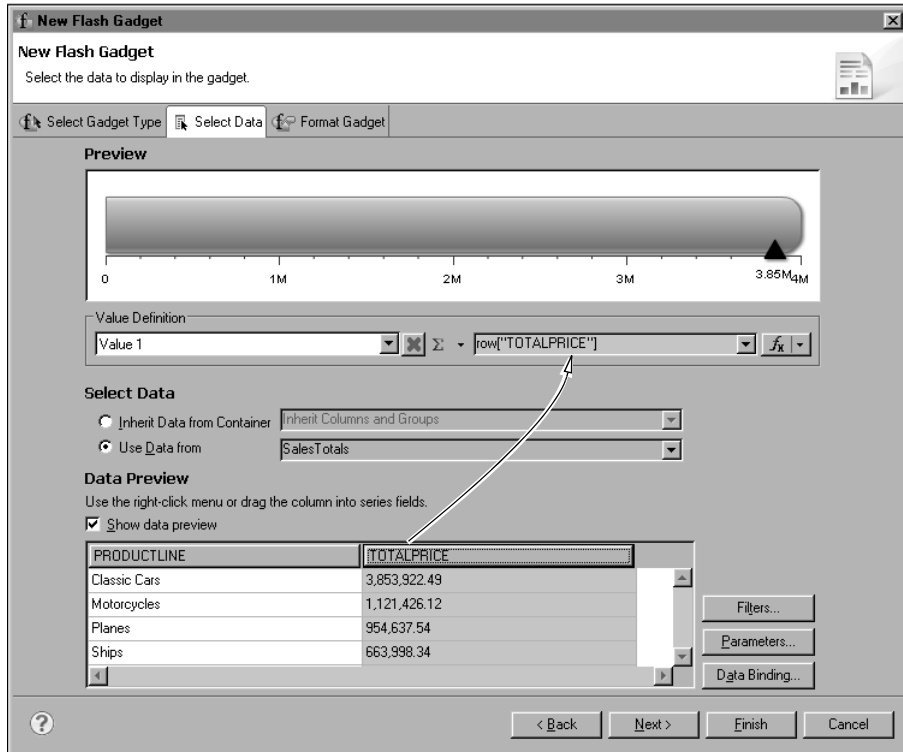 New Flash Gadget
New Flash Gadget
Select the data to display in the gadget.
Select Gadget Type Select Data Format Gadget
Preview
0 1M 2M 3M 3.85M 4M
Value Definition
Value 1 Σ row["TOTALPRICE"] fx
Select Data
Inherit Data from Container Inherit Columns and Groups
Use Data from SalesTotals
Data Preview
Use the right-click menu or drag the column into series fields.
Show data preview
PRODUCTLINE TOTALPRICE
Classic Cars 3,853,922.49
Motorcycles 1,121,426.12
Planes 954,637.54
Ships 663,998.34
Filters...
Parameters...
Data Binding...
? < Back Next > Finish Cancel